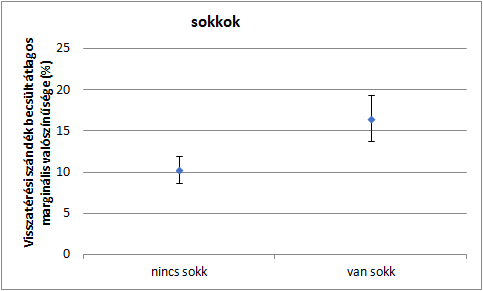 sokkok
Visszatérési szándék becsült átlagos
marginális valószínűsége (%)
25
20
15
10
5
0
nincs sokk
van sokk